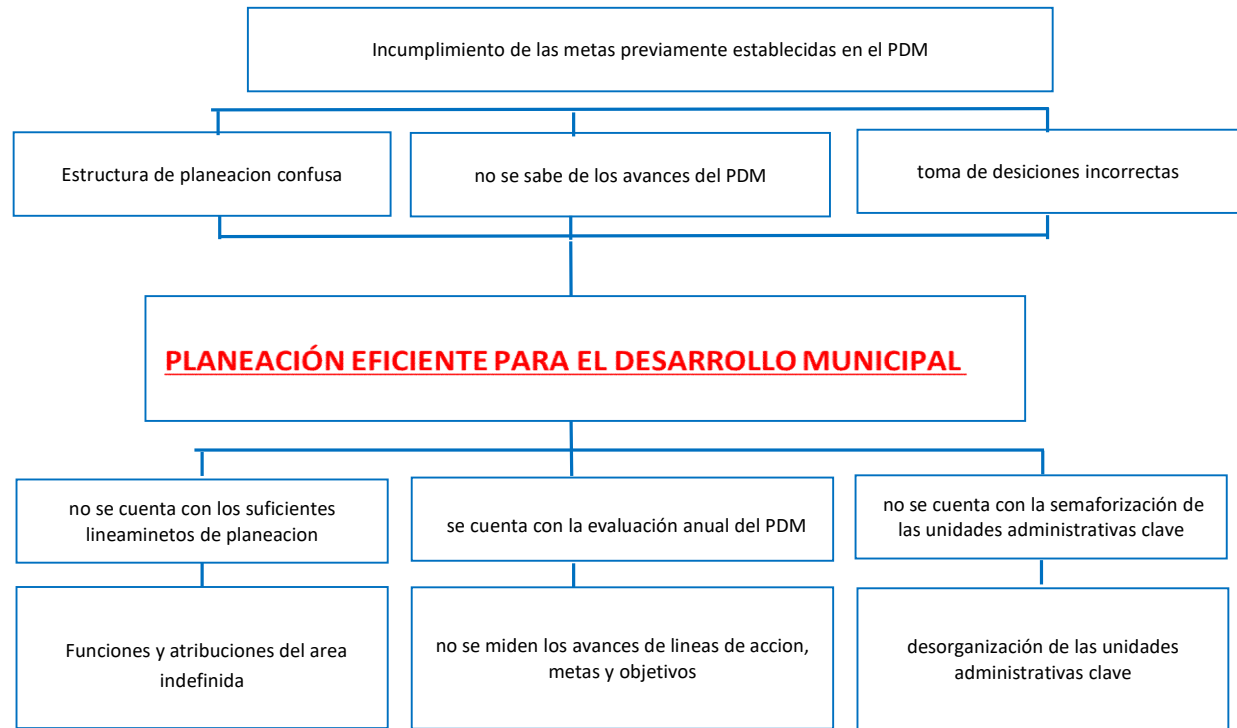 Incumplimiento de las metas previamente establecidas en el PDM
Estructura de planeacion confusa
no se sabe de los avances del PDM
toma de desiciones incorrectas
PLANEACIÓN EFICIENTE PARA EL DESARROLLO MUNICIPAL
no se cuenta con los suficientes
lineaminetos de planeacion
se cuenta con la evaluación anual del PDM
no se cuenta con la semaforización de
las unidades administrativas clave
Funciones y atribuciones del area
indefinida
no se miden los avances de lineas de accion,
metas y objetivos
desorganización de las unidades
administrativas clave